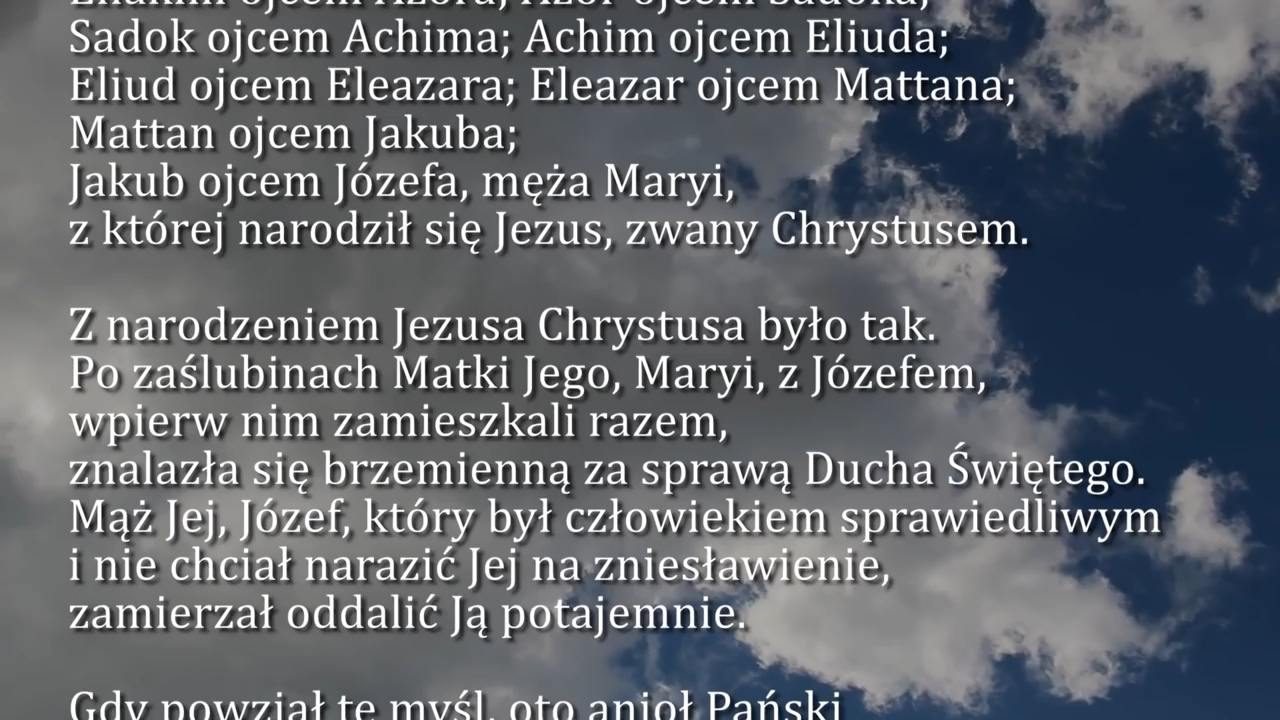 Eliakim ojcem Azora; Azor ojcem Sadoka;
Sadok ojcem Achima; Achim ojcem Eliuda;
Eliud ojcem Eleazara; Eleazar ojcem Mattana;
Mattan ojcem Jakuba;
Jakub ojcem Józefa, męża Maryi,
z której narodził się Jezus, zwany Chrystusem.
Z narodzeniem Jezusa Chrystusa było tak.
Po zaślubinach Matki Jego, Maryi, z Józefem,
wpierw nim zamieszkali razem,
znalazła się brzemienną za sprawą Ducha Świętego.
Mąż Jej, Józef, który był człowiekiem sprawiedliwym
i nie chciał narazić Jej na zniesławienie,
zamierzał oddalić Ją potajemnie.
Gdy powziął tę myśl, oto anioł Pański